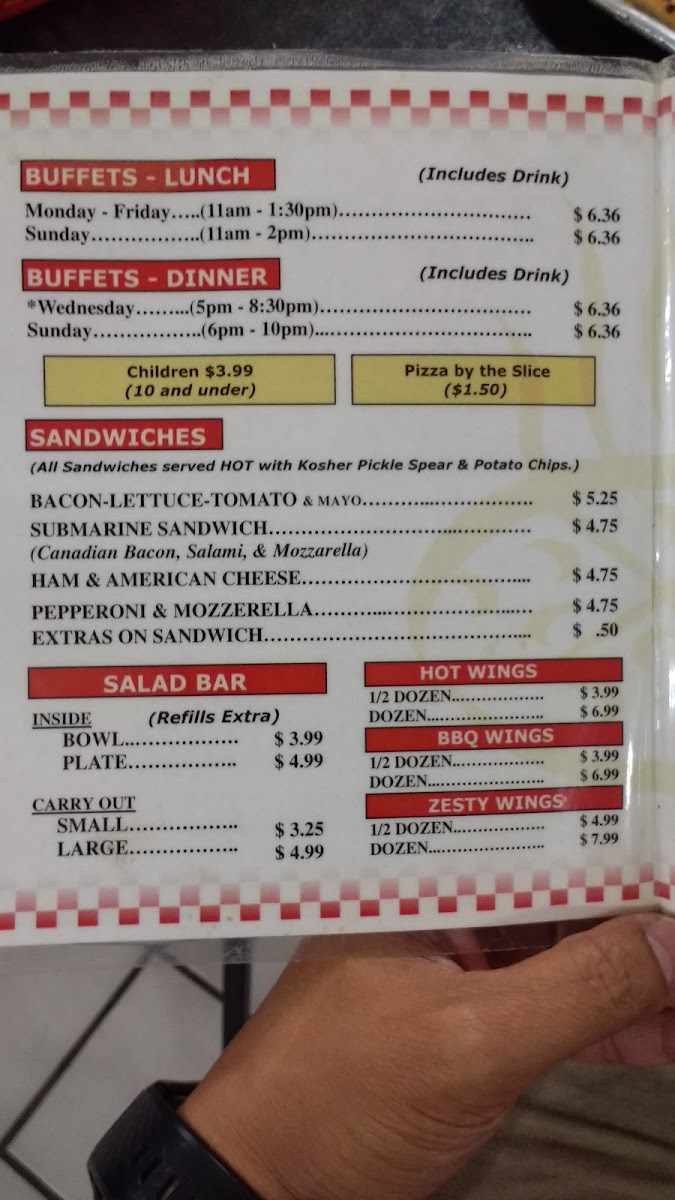 BUFFETS - LUNCH (Includes Drink)
Monday - Friday.....(11am - 1:30pm).................................. $ 6.36
Sunday.................(11am - 2pm)....................................... $ 6.36
BUFFETS - DINNER (Includes Drink)
*Wednesday.........(5pm - 8:30pm)..................................... $ 6.36
Sunday.................(6pm - 10pm)...................................... $ 6.36
Children $3.99
(10 and under)
Pizza by the Slice
($1.50)
SANDWICHES
(All Sandwiches served HOT with Kosher Pickle Spear & Potato Chips.)
BACON-LETTUCE-TOMATO & MAYO.............................. $ 5.25
SUBMARINE SANDWICH............................................. $ 4.75
(Canadian Bacon, Salami, & Mozzarella)
HAM & AMERICAN CHEESE....................................... $ 4.75
PEPPERONI & MOZZERELLA..................................... $ 4.75
EXTRAS ON SANDWICH.............................................. $ .50
SALAD BAR
INSIDE (Refills Extra)
BOWL.................... $ 3.99
PLATE................... $ 4.99
CARRY OUT
SMALL................... $ 3.25
LARGE................... $ 4.99
HOT WINGS
1/2 DOZEN.................. $ 3.99
DOZEN....................... $ 6.99
BBQ WINGS
1/2 DOZEN.................. $ 3.99
DOZEN....................... $ 6.99
ZESTY WINGS
1/2 DOZEN.................. $ 4.99
DOZEN....................... $ 7.99